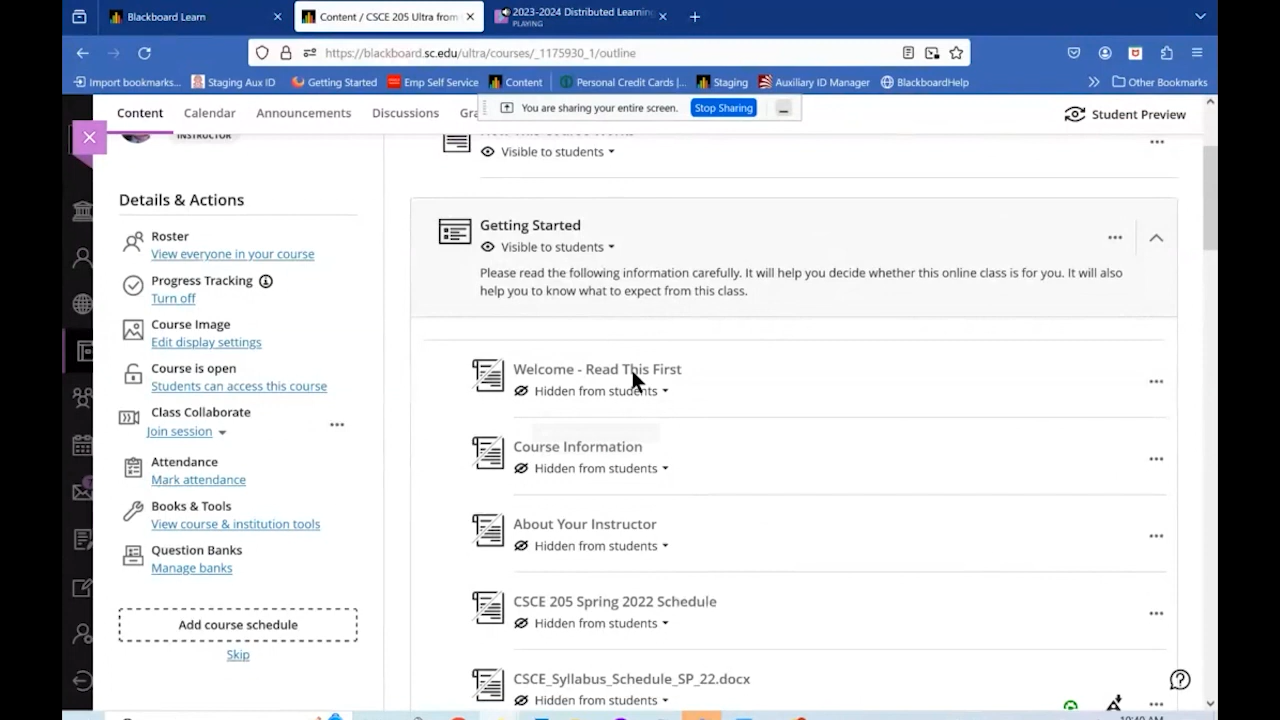 Blackboard Learn
Content / CSCE 205 Ultra from
2023-2024 Distributed Learning
PLAYING
https://blackboard.sc.edu/ultra/courses/_1175930_1/outline
Import bookmarks...
Staging Aux ID
Getting Started
Emp Self Service
Content
Personal Credit Cards |...
Staging
Auxiliary ID Manager
BlackboardHelp
Other Bookmarks
Content
Calendar
Announcements
Discussions
You are sharing your entire screen.
Stop Sharing
Student Preview
INSTRUCTOR
Visible to students
Details & Actions
Roster
View everyone in your course
Progress Tracking
Turn off
Course Image
Edit display settings
Course is open
Students can access this course
Class Collaborate
Join session
Attendance
Mark attendance
Books & Tools
View course & institution tools
Question Banks
Manage banks
Add course schedule
Skip
Getting Started
Visible to students
Please read the following information carefully. It will help you decide whether this online class is for you. It will also
help you to know what to expect from this class.
Welcome - Read This First
Hidden from students
Course Information
Hidden from students
About Your Instructor
Hidden from students
CSCE 205 Spring 2022 Schedule
Hidden from students
CSCE_Syllabus_Schedule_SP_22.docx
Hidden from students